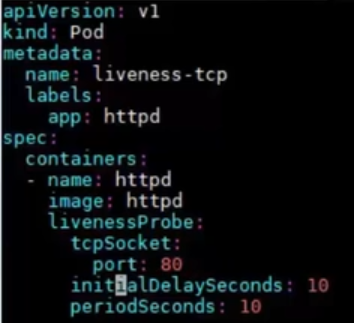 apiVersion: v1
kind: Pod
metadata:
  name: liveness-tcp
  labels:
    app: httpd
spec:
  containers:
  - name: httpd
    image: httpd
    livenessProbe:
      tcpSocket:
        port: 80
      initialDelaySeconds: 10
      periodSeconds: 10